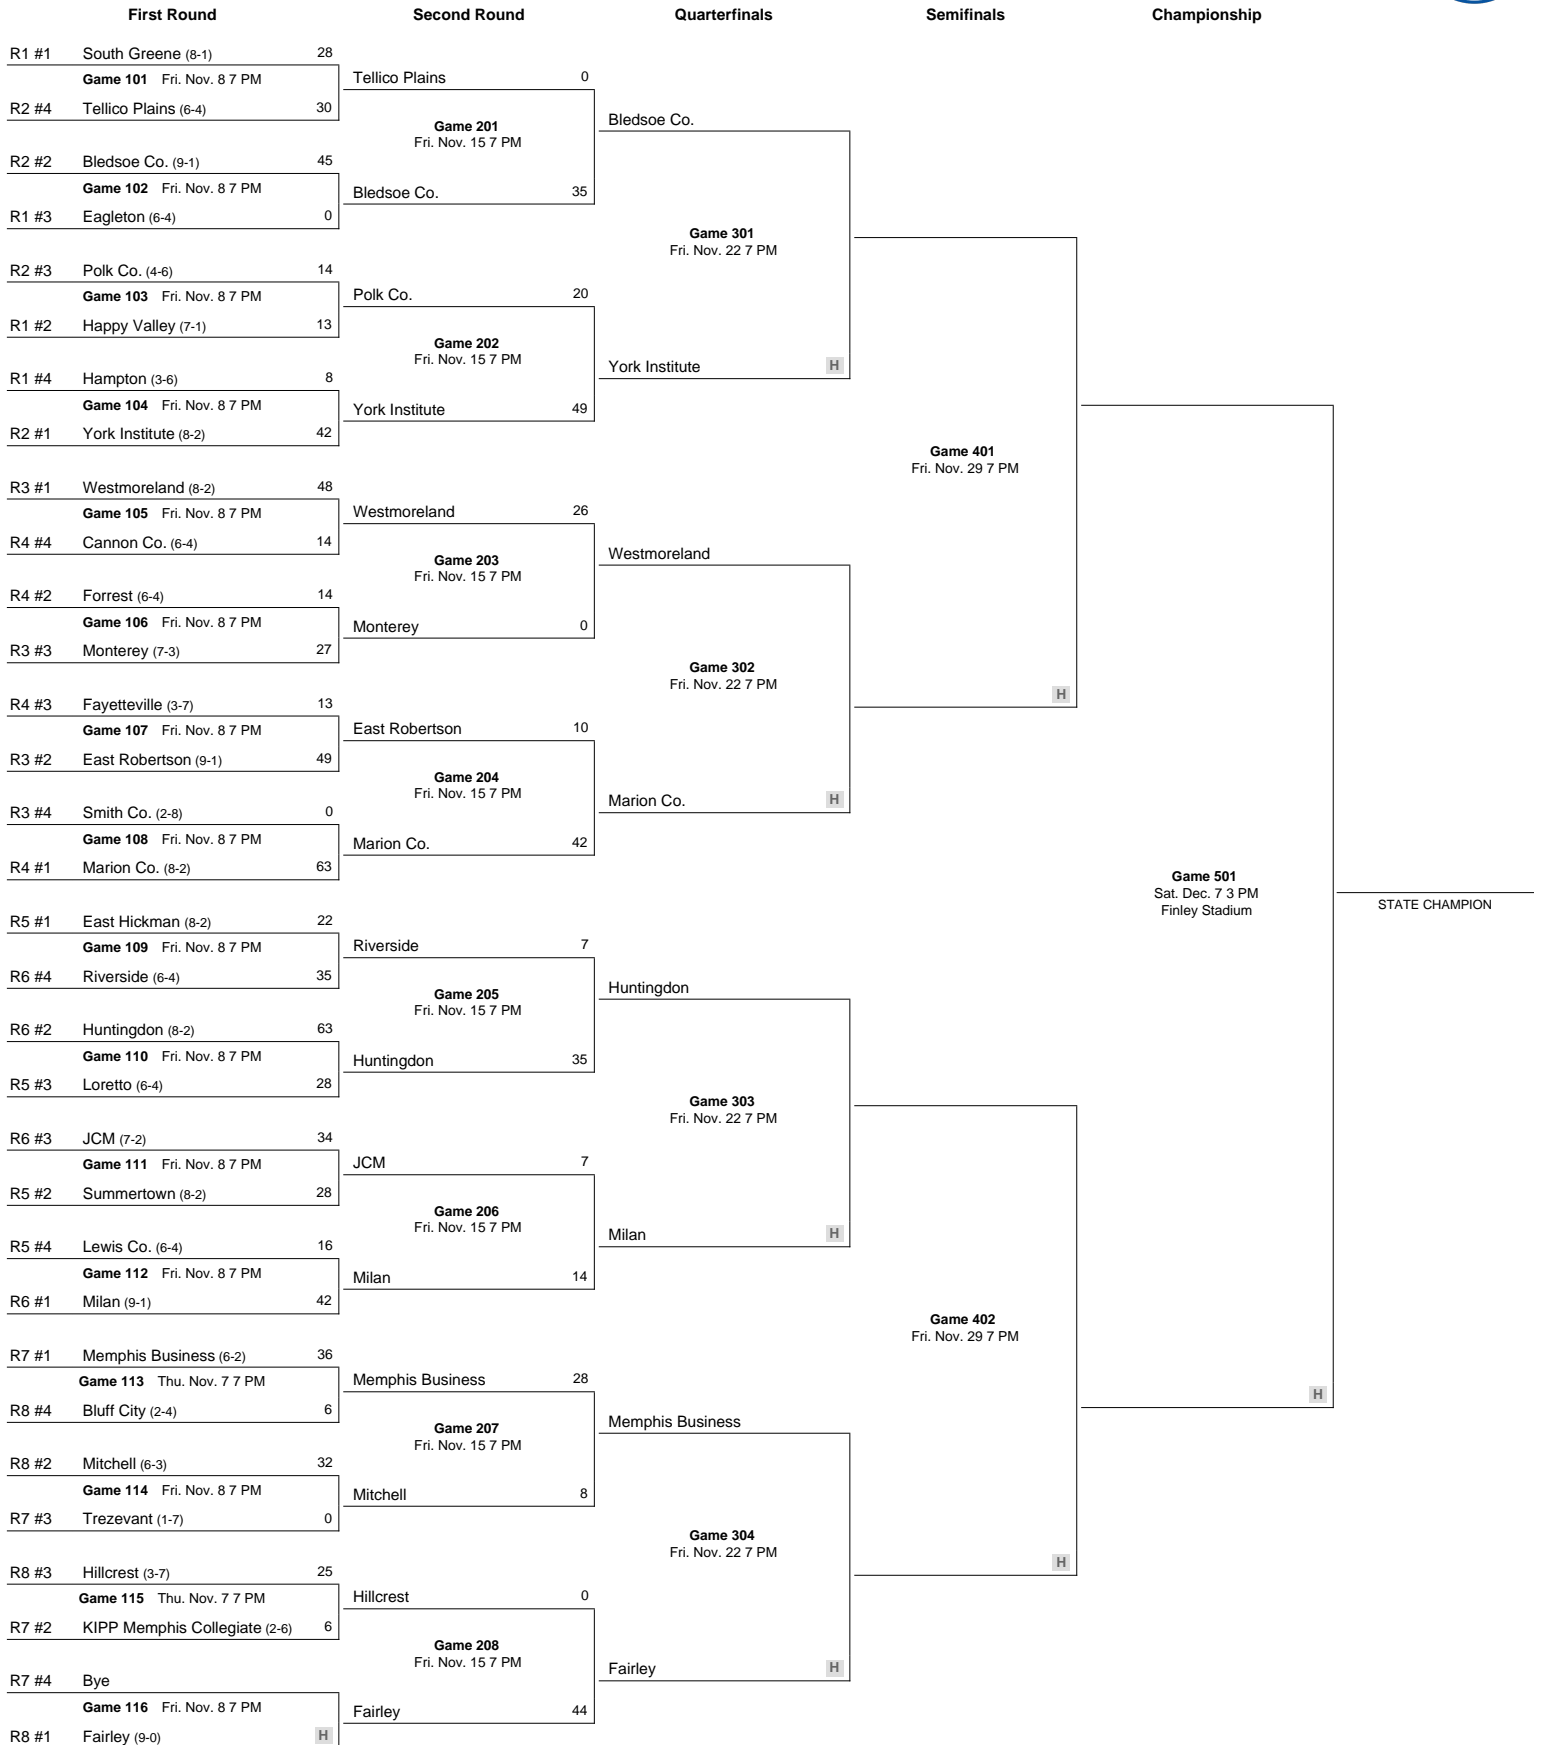 First Round Second Round Quarterfinals Semifinals Championship
R1 #1 South Greene (8-1) 28
Game 101 Fri. Nov. 8 7 PM
R2 #4 Tellico Plains (6-4) 30
R2 #2 Bledsoe Co. (9-1) 45
Game 102 Fri. Nov. 8 7 PM
R1 #3 Eagleton (6-4) 0
R2 #3 Polk Co. (4-6) 14
Game 103 Fri. Nov. 8 7 PM
R1 #2 Happy Valley (7-1) 13
R1 #4 Hampton (3-6) 8
Game 104 Fri. Nov. 8 7 PM
R2 #1 York Institute (8-2) 42
R3 #1 Westmoreland (8-2) 48
Game 105 Fri. Nov. 8 7 PM
R4 #4 Cannon Co. (6-4) 14
R4 #2 Forrest (6-4) 14
Game 106 Fri. Nov. 8 7 PM
R3 #3 Monterey (7-3) 27
R4 #3 Fayetteville (3-7) 13
Game 107 Fri. Nov. 8 7 PM
R3 #2 East Robertson (9-1) 49
R3 #4 Smith Co. (2-8) 0
Game 108 Fri. Nov. 8 7 PM
R4 #1 Marion Co. (8-2) 63
R5 #1 East Hickman (8-2) 22
Game 109 Fri. Nov. 8 7 PM
R6 #4 Riverside (6-4) 35
R6 #2 Huntingdon (8-2) 63
Game 110 Fri. Nov. 8 7 PM
R5 #3 Loretto (6-4) 28
R6 #3 JCM (7-2) 34
Game 111 Fri. Nov. 8 7 PM
R5 #2 Summertown (8-2) 28
R5 #4 Lewis Co. (6-4) 16
Game 112 Fri. Nov. 8 7 PM
R6 #1 Milan (9-1) 42
R7 #1 Memphis Business (6-2) 36
Game 113 Thu. Nov. 7 7 PM
R8 #4 Bluff City (2-4) 6
R8 #2 Mitchell (6-3) 32
Game 114 Fri. Nov. 8 7 PM
R7 #3 Trezevant (1-7) 0
R8 #3 Hillcrest (3-7) 25
Game 115 Thu. Nov. 7 7 PM
R7 #2 KIPP Memphis Collegiate (2-6) 6
R7 #4 Bye
Game 116 Fri. Nov. 8 7 PM
R8 #1 Fairley (9-0) H
Tellico Plains 0
Game 201
Fri. Nov. 15 7 PM
Bledsoe Co. 35
Polk Co. 20
Game 202
Fri. Nov. 15 7 PM
York Institute 49
Westmoreland 26
Game 203
Fri. Nov. 15 7 PM
Monterey 0
East Robertson 10
Game 204
Fri. Nov. 15 7 PM
Marion Co. 42
Riverside 7
Game 205
Fri. Nov. 15 7 PM
Huntingdon 35
JCM 7
Game 206
Fri. Nov. 15 7 PM
Milan 14
Memphis Business 28
Game 207
Fri. Nov. 15 7 PM
Mitchell 8
Hillcrest 0
Game 208
Fri. Nov. 15 7 PM
Fairley 44
Bledsoe Co.
Game 301
Fri. Nov. 22 7 PM
York Institute H
Westmoreland
Game 302
Fri. Nov. 22 7 PM
Marion Co. H
Huntingdon
Game 303
Fri. Nov. 22 7 PM
Milan H
Memphis Business
Game 304
Fri. Nov. 22 7 PM
Fairley H
Game 401
Fri. Nov. 29 7 PM
H
Game 402
Fri. Nov. 29 7 PM
H
Game 501
Sat. Dec. 7 3 PM
Finley Stadium
H
STATE CHAMPION